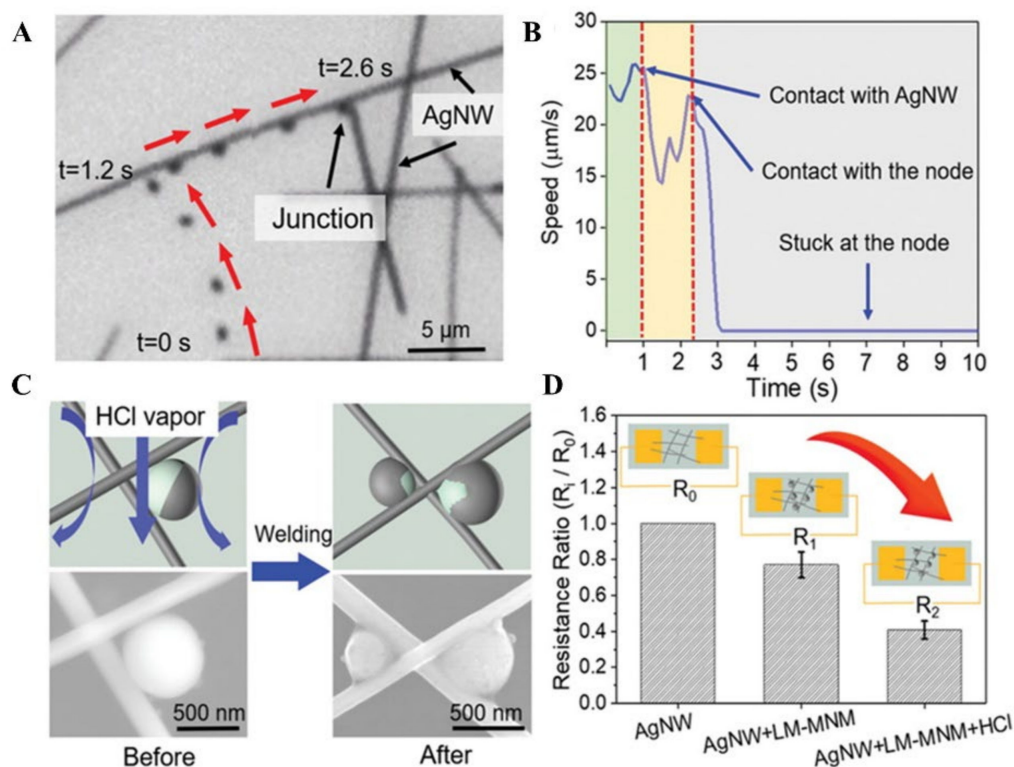 A
t=2.6 s
AgNW
t=1.2 s
Junction
t=0 s
5 µm
B
Speed (µm/s)
30
25
20
15
10
5
0
Contact with AgNW
Contact with the node
Stuck at the node
0 1 2 3 4 5 6 7 8 9 10
Time (s)
C
HCl vapor
Welding
500 nm
500 nm
Before
After
D
Resistance Ratio (Ri / R0)
1.6
1.4
1.2
1.0
0.8
0.6
0.4
0.2
0.0
R0
R1
R2
AgNW
AgNW+LM-MNM
AgNW+LM-MNM+HCl